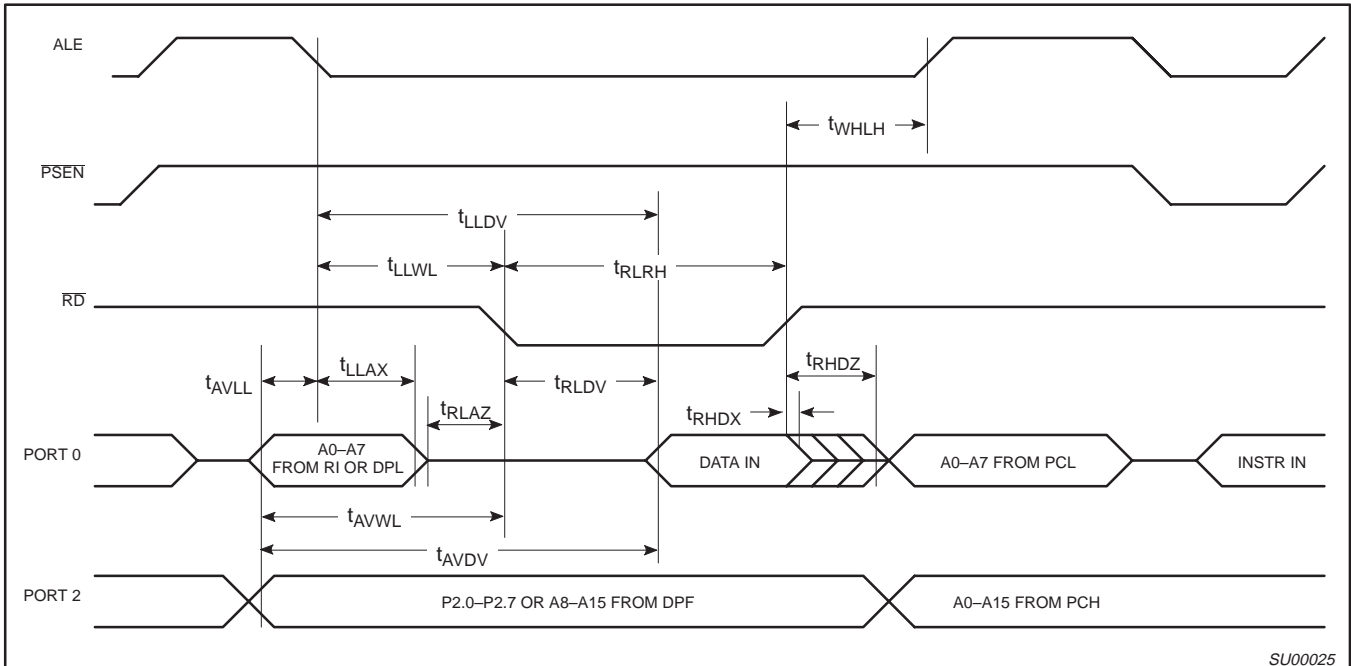 ALE
tWHLH
PSEN
tLLDV
tLLWL
tRLRH
RD
tAVLL
tLLAX
tRLAZ
tRLDV
tRHDZ
tRHDX
PORT 0
A0–A7
FROM RI OR DPL
DATA IN
A0–A7 FROM PCL
INSTR IN
tAVWL
tAVDV
PORT 2
P2.0–P2.7 OR A8–A15 FROM DPF
A0–A15 FROM PCH
SU00025